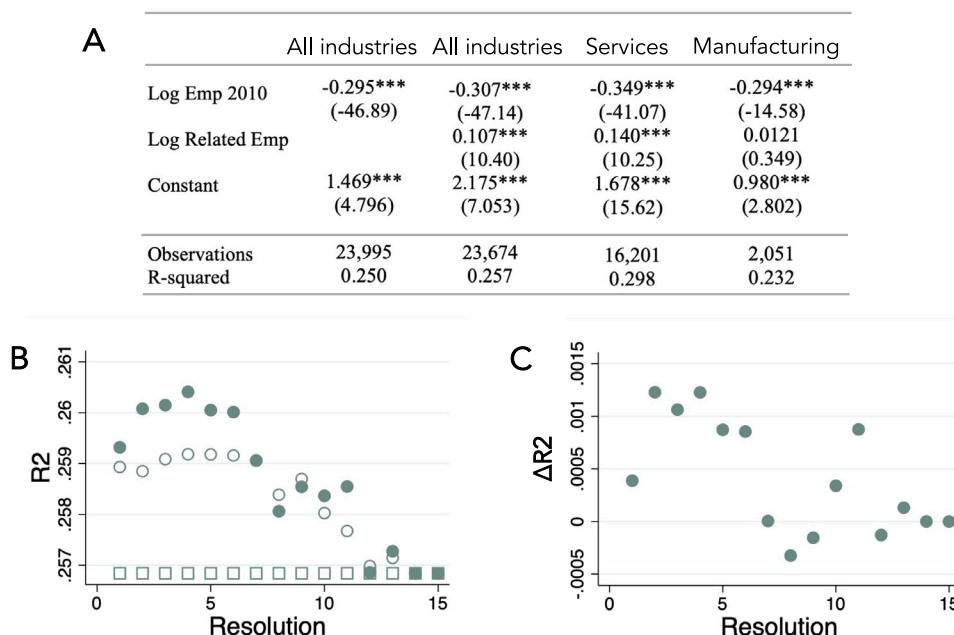 A
All industries All industries Services Manufacturing
Log Emp 2010 -0.295*** -0.307*** -0.349*** -0.294***
(-46.89) (-47.14) (-41.07) (-14.58)
Log Related Emp 0.107*** 0.140*** 0.0121
(10.40) (10.25) (0.349)
Constant 1.469*** 2.175*** 1.678*** 0.980***
(4.796) (7.053) (15.62) (2.802)
Observations 23,995 23,674 16,201 2,051
R-squared 0.250 0.257 0.298 0.232
B
R2
.261
.26
.259
.258
.257
0 5 10 15
Resolution
C
ΔR2
.0015
.001
.0005
0
-.0005
0 5 10 15
Resolution